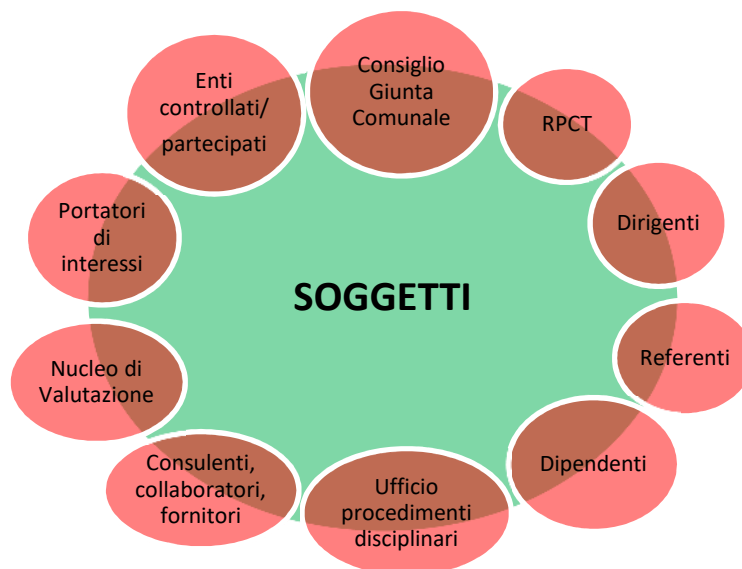 Consiglio
Giunta
Comunale
RPCT
Dirigenti
Referenti
Dipendenti
Ufficio
procedimenti
disciplinari
Consulenti,
collaboratori,
fornitori
Nucleo di
Valutazione
Portatori
di
interessi
Enti
controllati/
partecipati
SOGGETTI